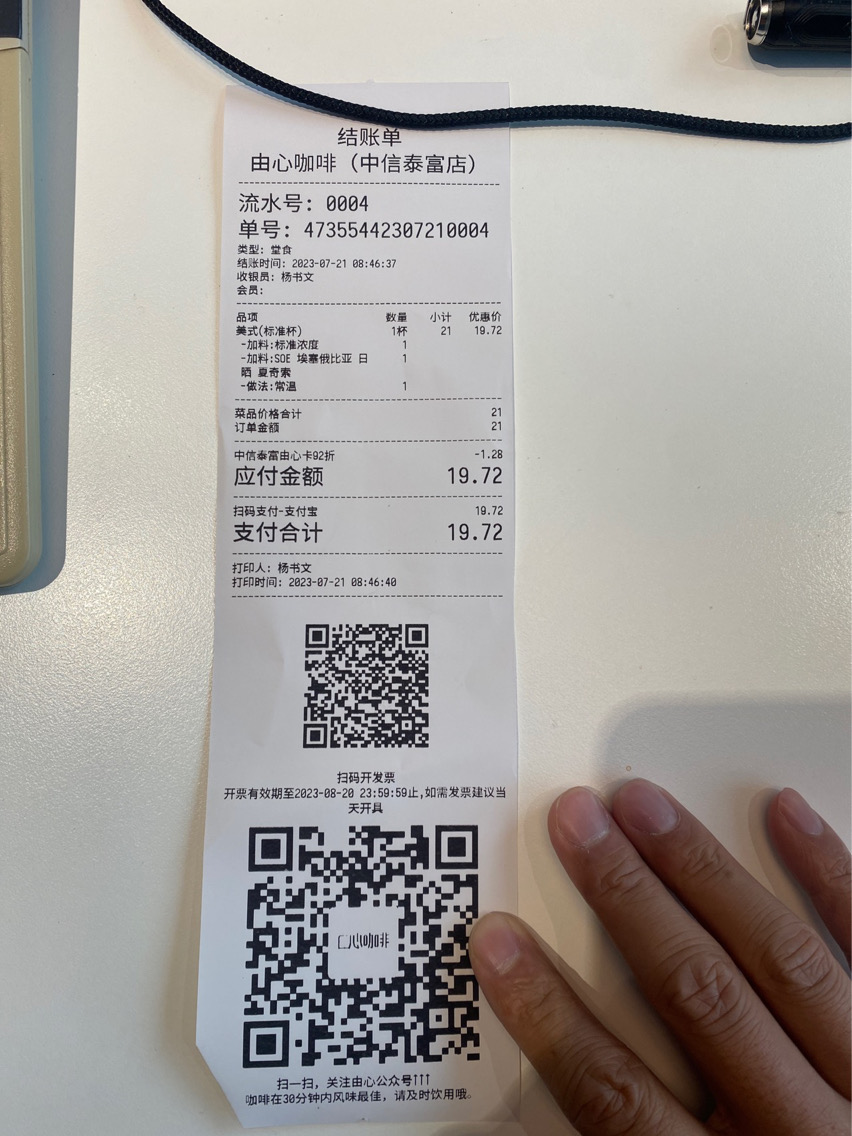 结账单
由心咖啡（中信泰富店）
流水号: 0004
单号: 47355442307210004
类型: 堂食
结账时间: 2023-07-21 08:46:37
收银员: 杨书文
会员:
品项 数量 小计 优惠价
美式(标准杯) 1杯 21 19.72
-加料:标准浓度 1
-加料:SOE 埃塞俄比亚 日 1
晒 夏奇索
-做法:常温 1
菜品价格合计 21
订单金额 21
中信泰富由心卡92折 -1.28
应付金额 19.72
扫码支付-支付宝 19.72
支付合计 19.72
打印人: 杨书文
打印时间: 2023-07-21 08:46:40
扫码开发票
开票有效期至2023-08-20 23:59:59止,如需发票建议当
天开具
心咖啡
扫一扫，关注由心公众号↑↑↑
咖啡在30分钟内风味最佳，请及时饮用哦。